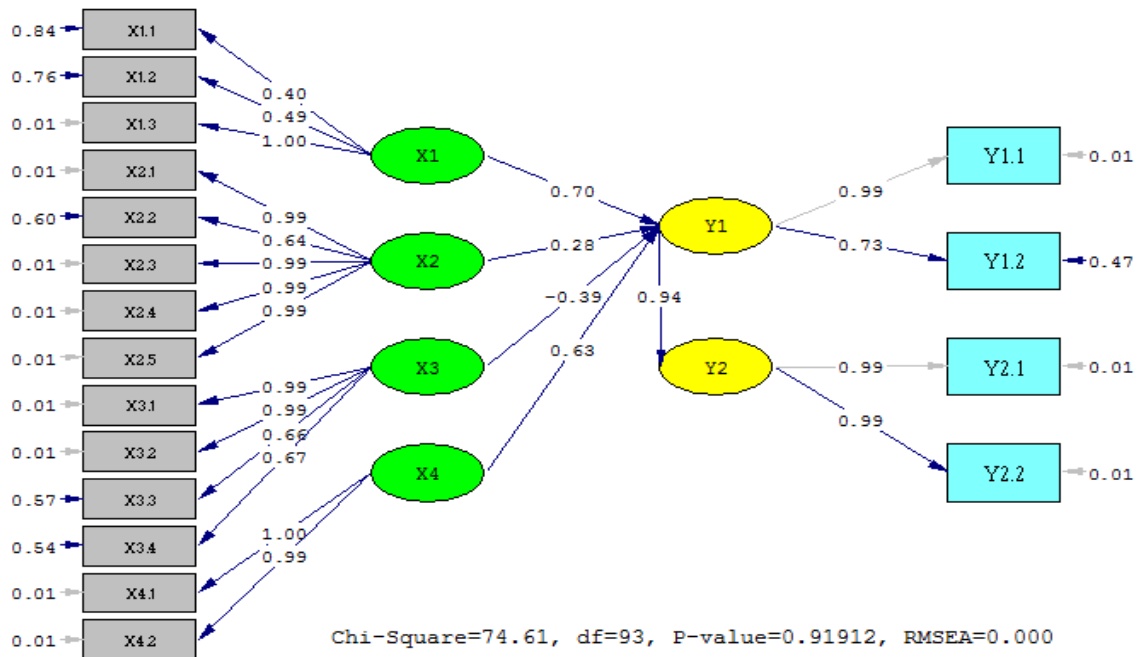 0.84 X1.1
0.76 X1.2
0.01 X1.3
0.01 X2.1
0.60 X2.2
0.01 X2.3
0.01 X2.4
0.01 X2.5
0.01 X3.1
0.01 X3.2
0.57 X3.3
0.54 X3.4
0.01 X4.1
0.01 X4.2
0.40
0.49
1.00
0.99
0.64
0.99
0.99
0.99
0.99
0.99
0.66
0.67
1.00
0.99
X1
X2
X3
X4
0.70
0.28
-0.39
0.63
Y1
0.94
Y2
0.99
0.73
0.99
0.99
Y1.1 0.01
Y1.2 0.47
Y2.1 0.01
Y2.2 0.01
Chi-Square=74.61, df=93, P-value=0.91912, RMSEA=0.000